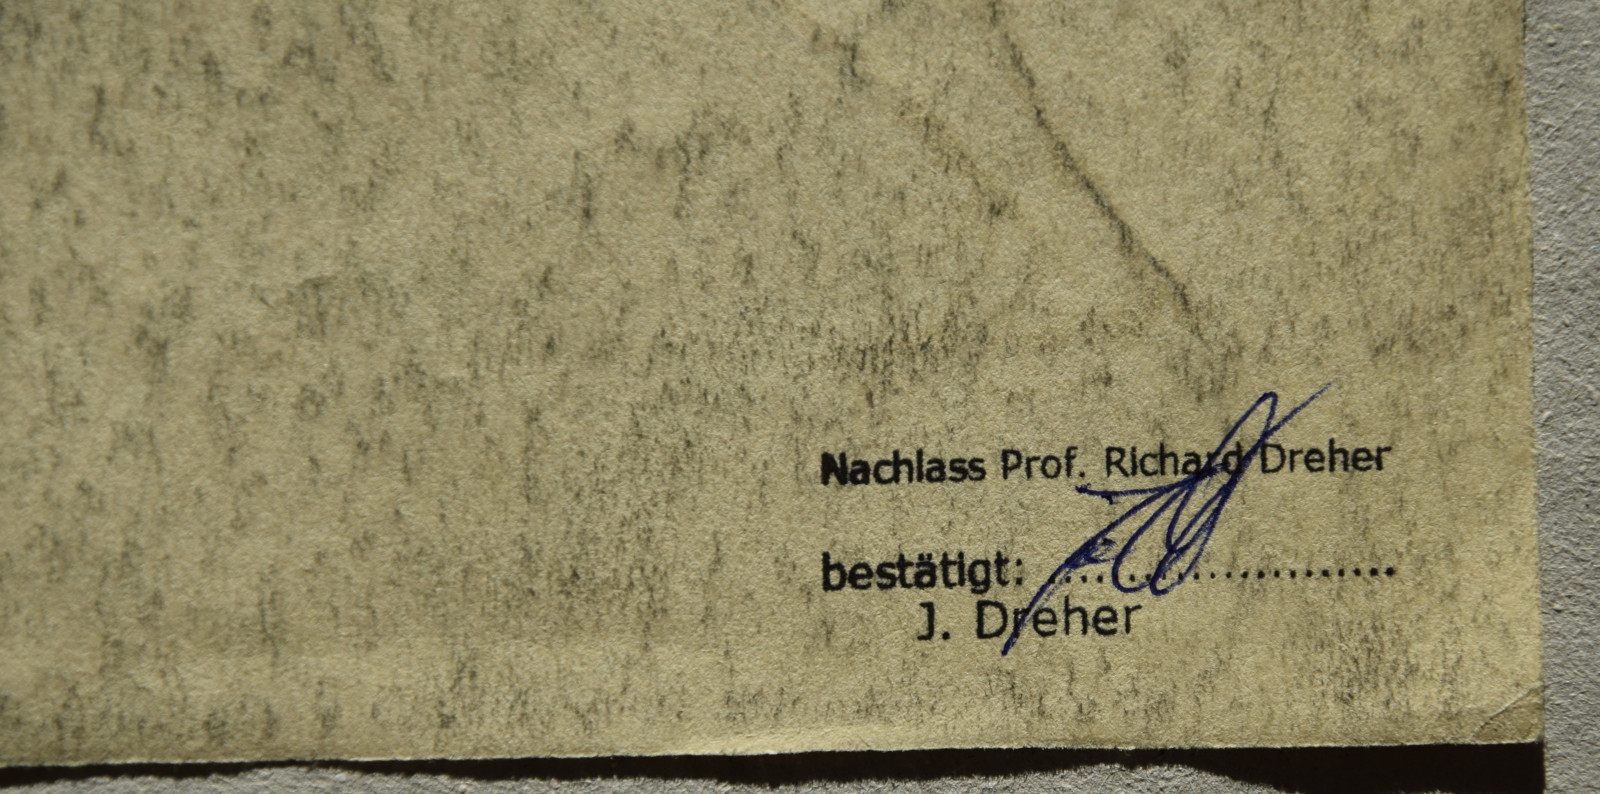 Nachlass Prof. Richard Dreher
bestätigt: ........................
J. Dreher